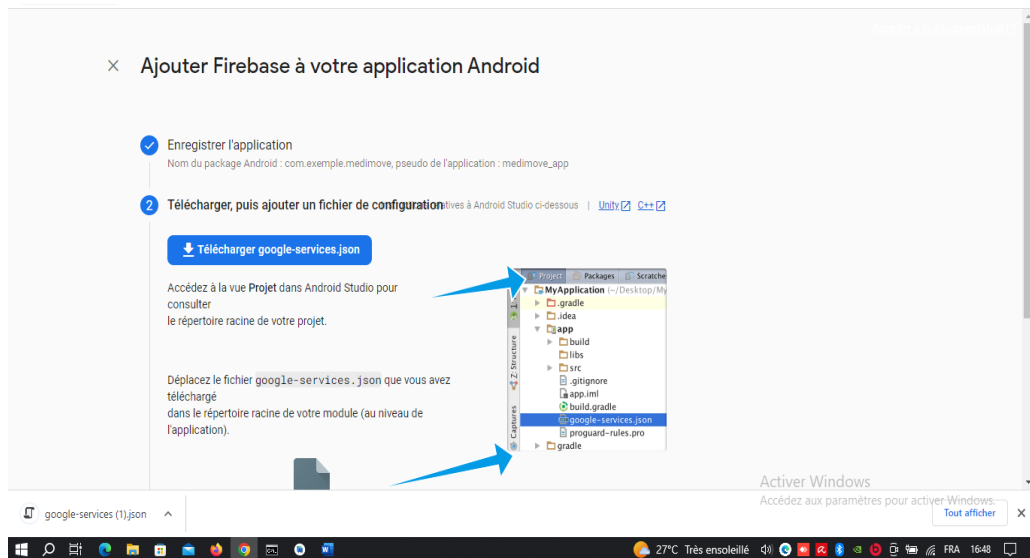 Ajouter Firebase à votre application Android
Enregistrer l'application
Nom du package Android : com.exemple.medimove, pseudo de l'application : medimove_app
2 Télécharger, puis ajouter un fichier de configuration tives à Android Studio ci-dessous | Unity C++
Télécharger google-services.json
Accédez à la vue Projet dans Android Studio pour
consulter
le répertoire racine de votre projet.
Déplacez le fichier google-services.json que vous avez
téléchargé
dans le répertoire racine de votre module (au niveau de
l'application).
Project Packages Scratche
MyApplication (~/Desktop/My
.gradle
.idea
app
build
libs
src
.gitignore
app.iml
build.gradle
google-services.json
proguard-rules.pro
gradle
Z: Structure
Captures
Activer Windows
Accédez aux paramètres pour activer Windows.
google-services (1).json
Tout afficher
27°C Très ensoleillé FRA 16:48